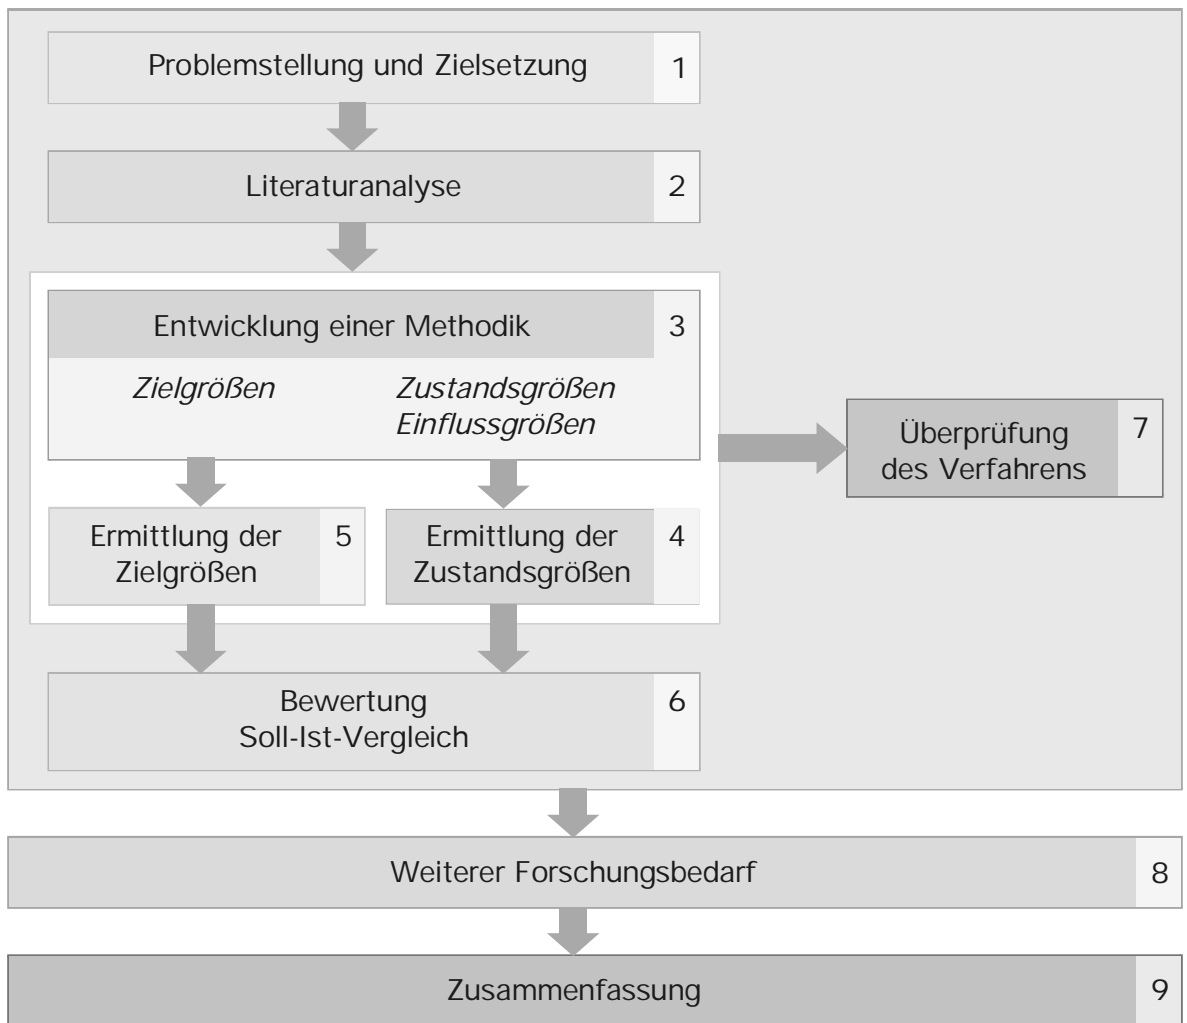 Problemstellung und Zielsetzung 1
Literaturanalyse 2
Entwicklung einer Methodik 3
Zielgrößen
Zustandsgrößen
Einflussgrößen
Überprüfung 7
des Verfahrens
Ermittlung der 5
Zielgrößen
Ermittlung der 4
Zustandsgrößen
Bewertung 6
Soll-Ist-Vergleich
Weiterer Forschungsbedarf 8
Zusammenfassung 9